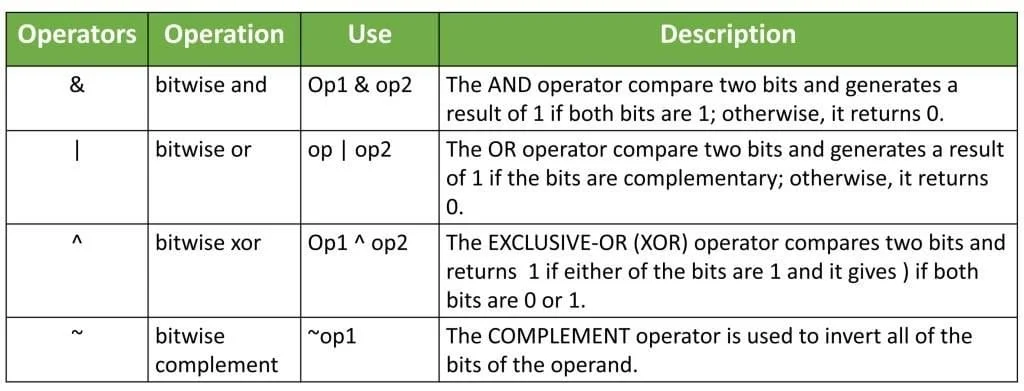 Operators Operation Use Description
& bitwise and Op1 & op2 The AND operator compare two bits and generates a
result of 1 if both bits are 1; otherwise, it returns 0.
| bitwise or op | op2 The OR operator compare two bits and generates a result
of 1 if the bits are complementary; otherwise, it returns
0.
^ bitwise xor Op1 ^ op2 The EXCLUSIVE-OR (XOR) operator compares two bits and
returns 1 if either of the bits are 1 and it gives ) if both
bits are 0 or 1.
~ bitwise ~op1 The COMPLEMENT operator is used to invert all of the
complement bits of the operand.